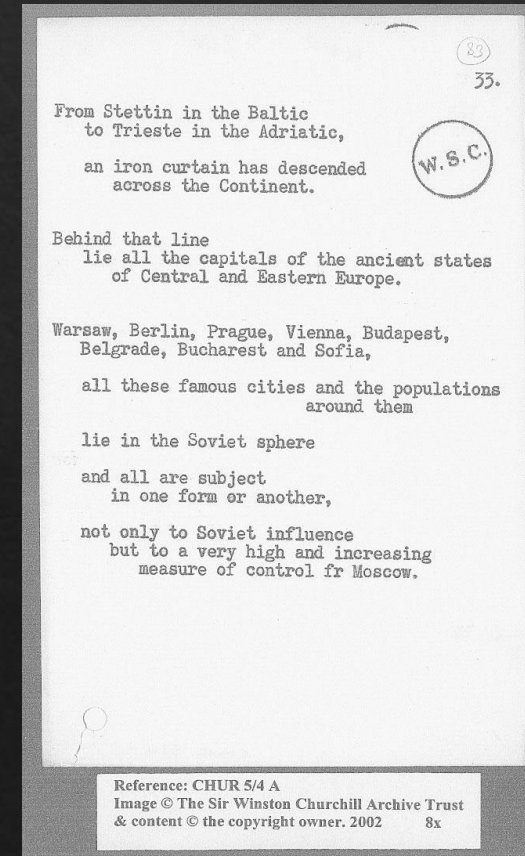 83
33.
From Stettin in the Baltic
to Trieste in the Adriatic,
W.S.C.
an iron curtain has descended
across the Continent.
Behind that line
lie all the capitals of the ancient states
of Central and Eastern Europe.
Warsaw, Berlin, Prague, Vienna, Budapest,
Belgrade, Bucharest and Sofia,
all these famous cities and the populations
around them
lie in the Soviet sphere
and all are subject
in one form or another,
not only to Soviet influence
but to a very high and increasing
measure of control fr Moscow.
Reference: CHUR 5/4 A
Image © The Sir Winston Churchill Archive Trust
& content © the copyright owner. 2002 8x